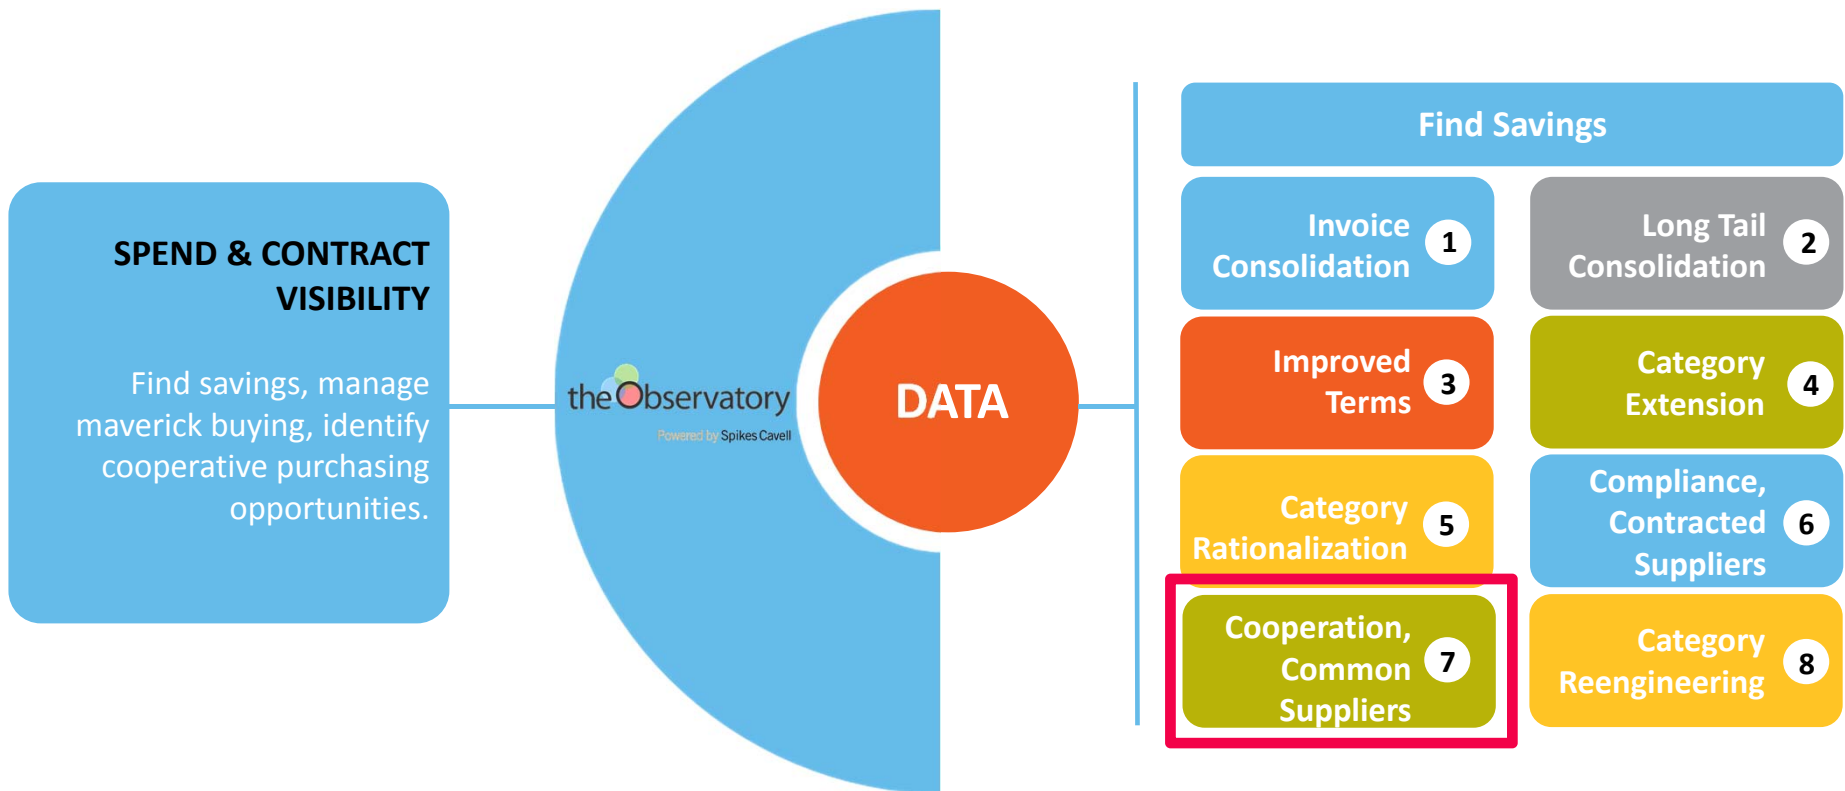 SPEND & CONTRACT
VISIBILITY
Find savings, manage
maverick buying, identify
cooperative purchasing
opportunities.
theObservatory
Powered by Spikes Cavell
DATA
Find Savings
Invoice
Consolidation
1
Long Tail
Consolidation
2
Improved
Terms
3
Category
Extension
4
Category
Rationalization
5
Compliance,
Contracted
Suppliers
6
Cooperation,
Common
Suppliers
7
Category
Reengineering
8